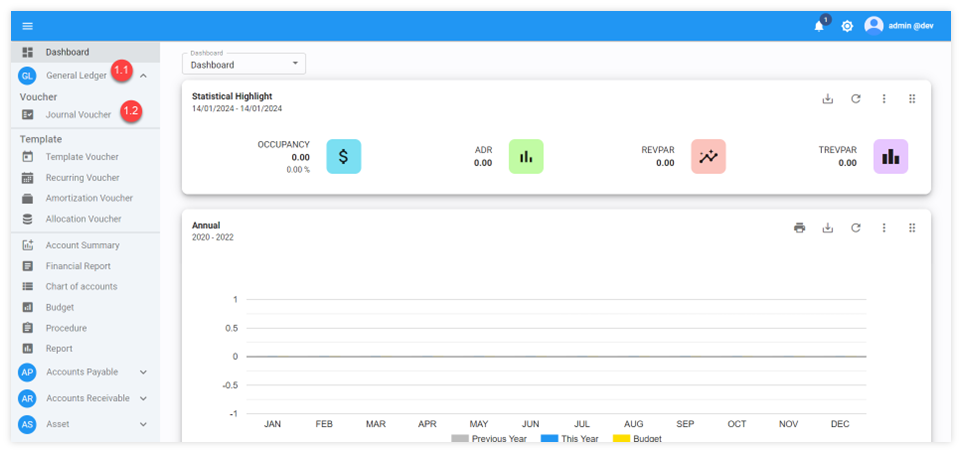 1
admin @dev
Dashboard
GL General Ledger 1.1
Voucher
Journal Voucher 1.2
Template
Template Voucher
Recurring Voucher
Amortization Voucher
Allocation Voucher
Account Summary
Financial Report
Chart of accounts
Budget
Procedure
Report
AP Accounts Payable
AR Accounts Receivable
AS Asset
Dashboard
Dashboard
Statistical Highlight
14/01/2024 - 14/01/2024
OCCUPANCY
0.00
0.00 %
$
ADR
0.00
REVPAR
0.00
TREVPAR
0.00
Annual
2020 - 2022
1
0.5
0
-0.5
-1
JAN FEB MAR APR MAY JUN JUL AUG SEP OCT NOV DEC
Previous Year This Year Budget